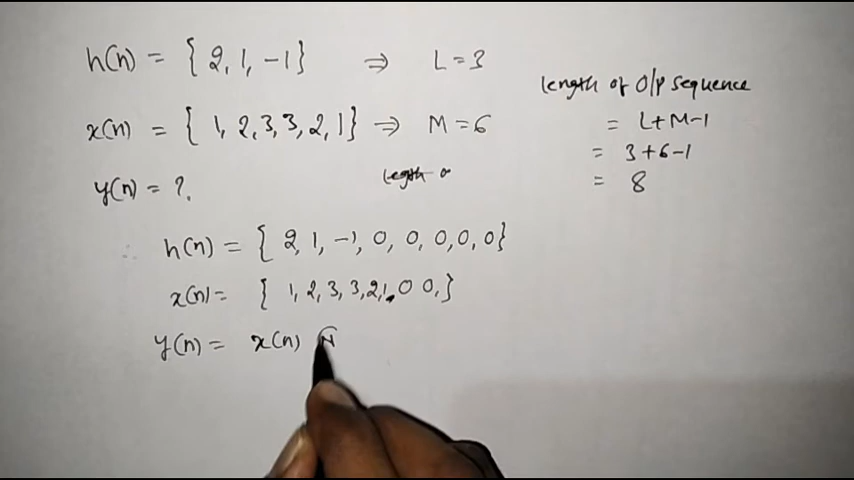 h(n) = { 2, 1, -1} ⇒ L = 3
x(n) = { 1, 2, 3, 3, 2, 1} ⇒ M = 6
y(n) = ?.
length of O/P sequence
= L+M-1
= 3+6-1
= 8
∴ h(n) = { 2, 1, -1, 0, 0, 0, 0, 0}
x(n) = { 1, 2, 3, 3, 2, 1, 0 0, }
y(n) = x(n)